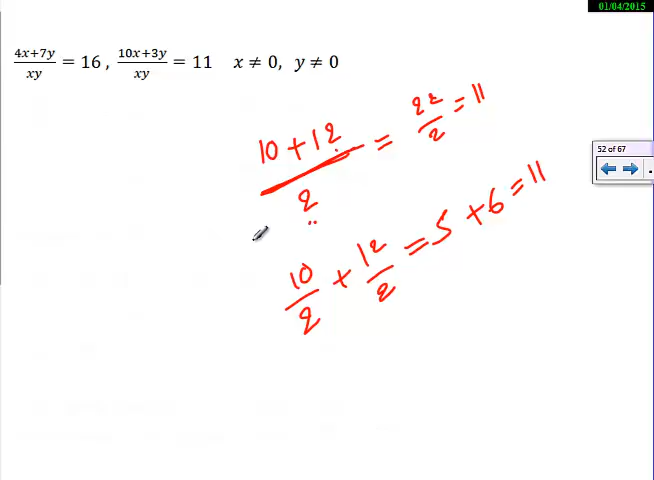 01/04/2015
(4x+7y)/xy = 16 , (10x+3y)/xy = 11 x ≠ 0, y ≠ 0
(10 + 12)/2 = 22/2 = 11
52 of 67
10/2 + 12/2 = 5 + 6 = 11